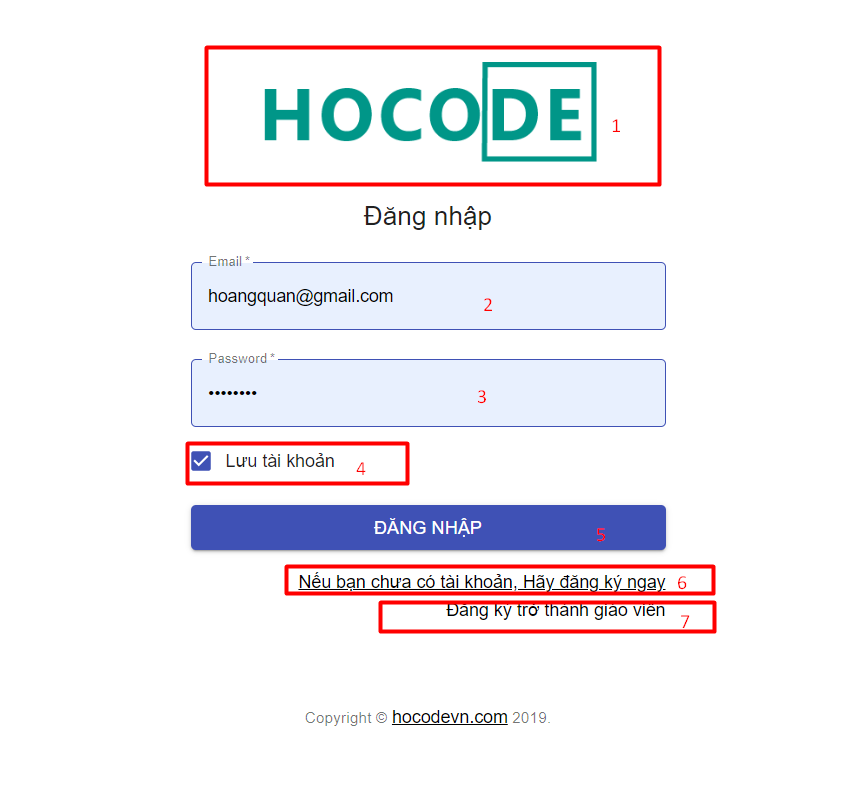 HOCODE 1
Đăng nhập
Email *
hoangquan@gmail.com 2
Password *
•••••••• 3
Lưu tài khoản 4
ĐĂNG NHẬP 5
Nếu bạn chưa có tài khoản, Hãy đăng ký ngay 6
Đăng ký trở thành giáo viên 7
Copyright © hocodevn.com 2019.